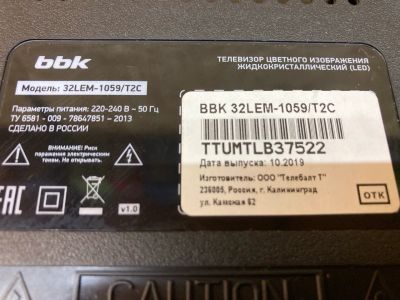 bbk
ТЕЛЕВИЗОР ЦВЕТНОГО ИЗОБРАЖЕНИЯ
ЖИДКОКРИСТАЛЛИЧЕСКИЙ (LED)
Модель: 32LEM-1059/T2C
Параметры питания: 220-240 В ~ 50 Гц
ТУ 6581 - 009 - 78647851 - 2013
СДЕЛАНО В РОССИИ
ВНИМАНИЕ! Риск
поражения электрическим
током. Не открывать!
EAC
v1.0
BBK 32LEM-1059/T2C
TTUMTLB37522
Дата выпуска: 10.2019
Изготовитель: ООО "Телебалт Т"
236005, Россия, г. Калининград
ул. Камская 62
ОТК
CAUTION